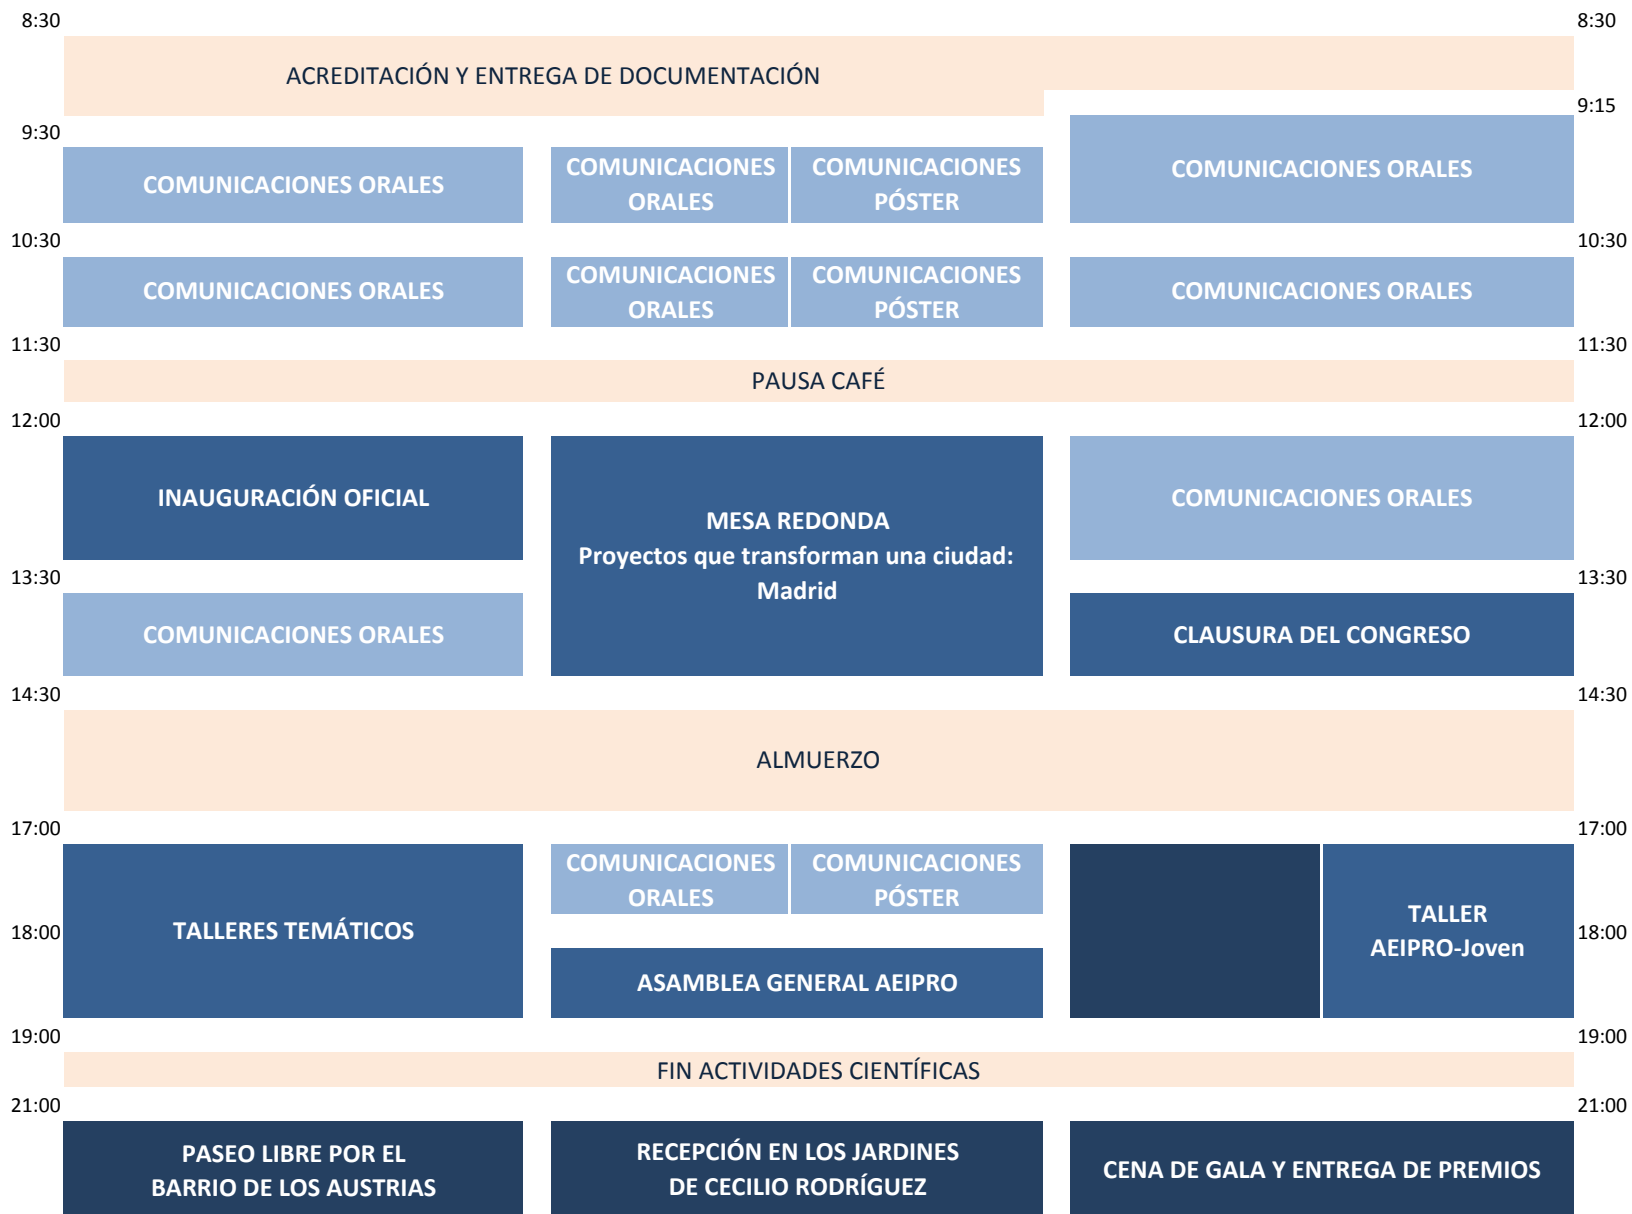 8:30 8:30
ACREDITACIÓN Y ENTREGA DE DOCUMENTACIÓN
9:15
9:30
COMUNICACIONES ORALES
COMUNICACIONES
ORALES
COMUNICACIONES
PÓSTER
COMUNICACIONES ORALES
10:30 10:30
COMUNICACIONES ORALES
COMUNICACIONES
ORALES
COMUNICACIONES
PÓSTER
COMUNICACIONES ORALES
11:30 11:30
PAUSA CAFÉ
12:00 12:00
INAUGURACIÓN OFICIAL
MESA REDONDA
Proyectos que transforman una ciudad:
Madrid
COMUNICACIONES ORALES
13:30 13:30
COMUNICACIONES ORALES
CLAUSURA DEL CONGRESO
14:30 14:30
ALMUERZO
17:00 17:00
TALLERES TEMÁTICOS
COMUNICACIONES
ORALES
COMUNICACIONES
PÓSTER
TALLER
AEIPRO-Joven
18:00 18:00
ASAMBLEA GENERAL AEIPRO
19:00 19:00
FIN ACTIVIDADES CIENTÍFICAS
21:00 21:00
PASEO LIBRE POR EL
BARRIO DE LOS AUSTRIAS
RECEPCIÓN EN LOS JARDINES
DE CECILIO RODRÍGUEZ
CENA DE GALA Y ENTREGA DE PREMIOS